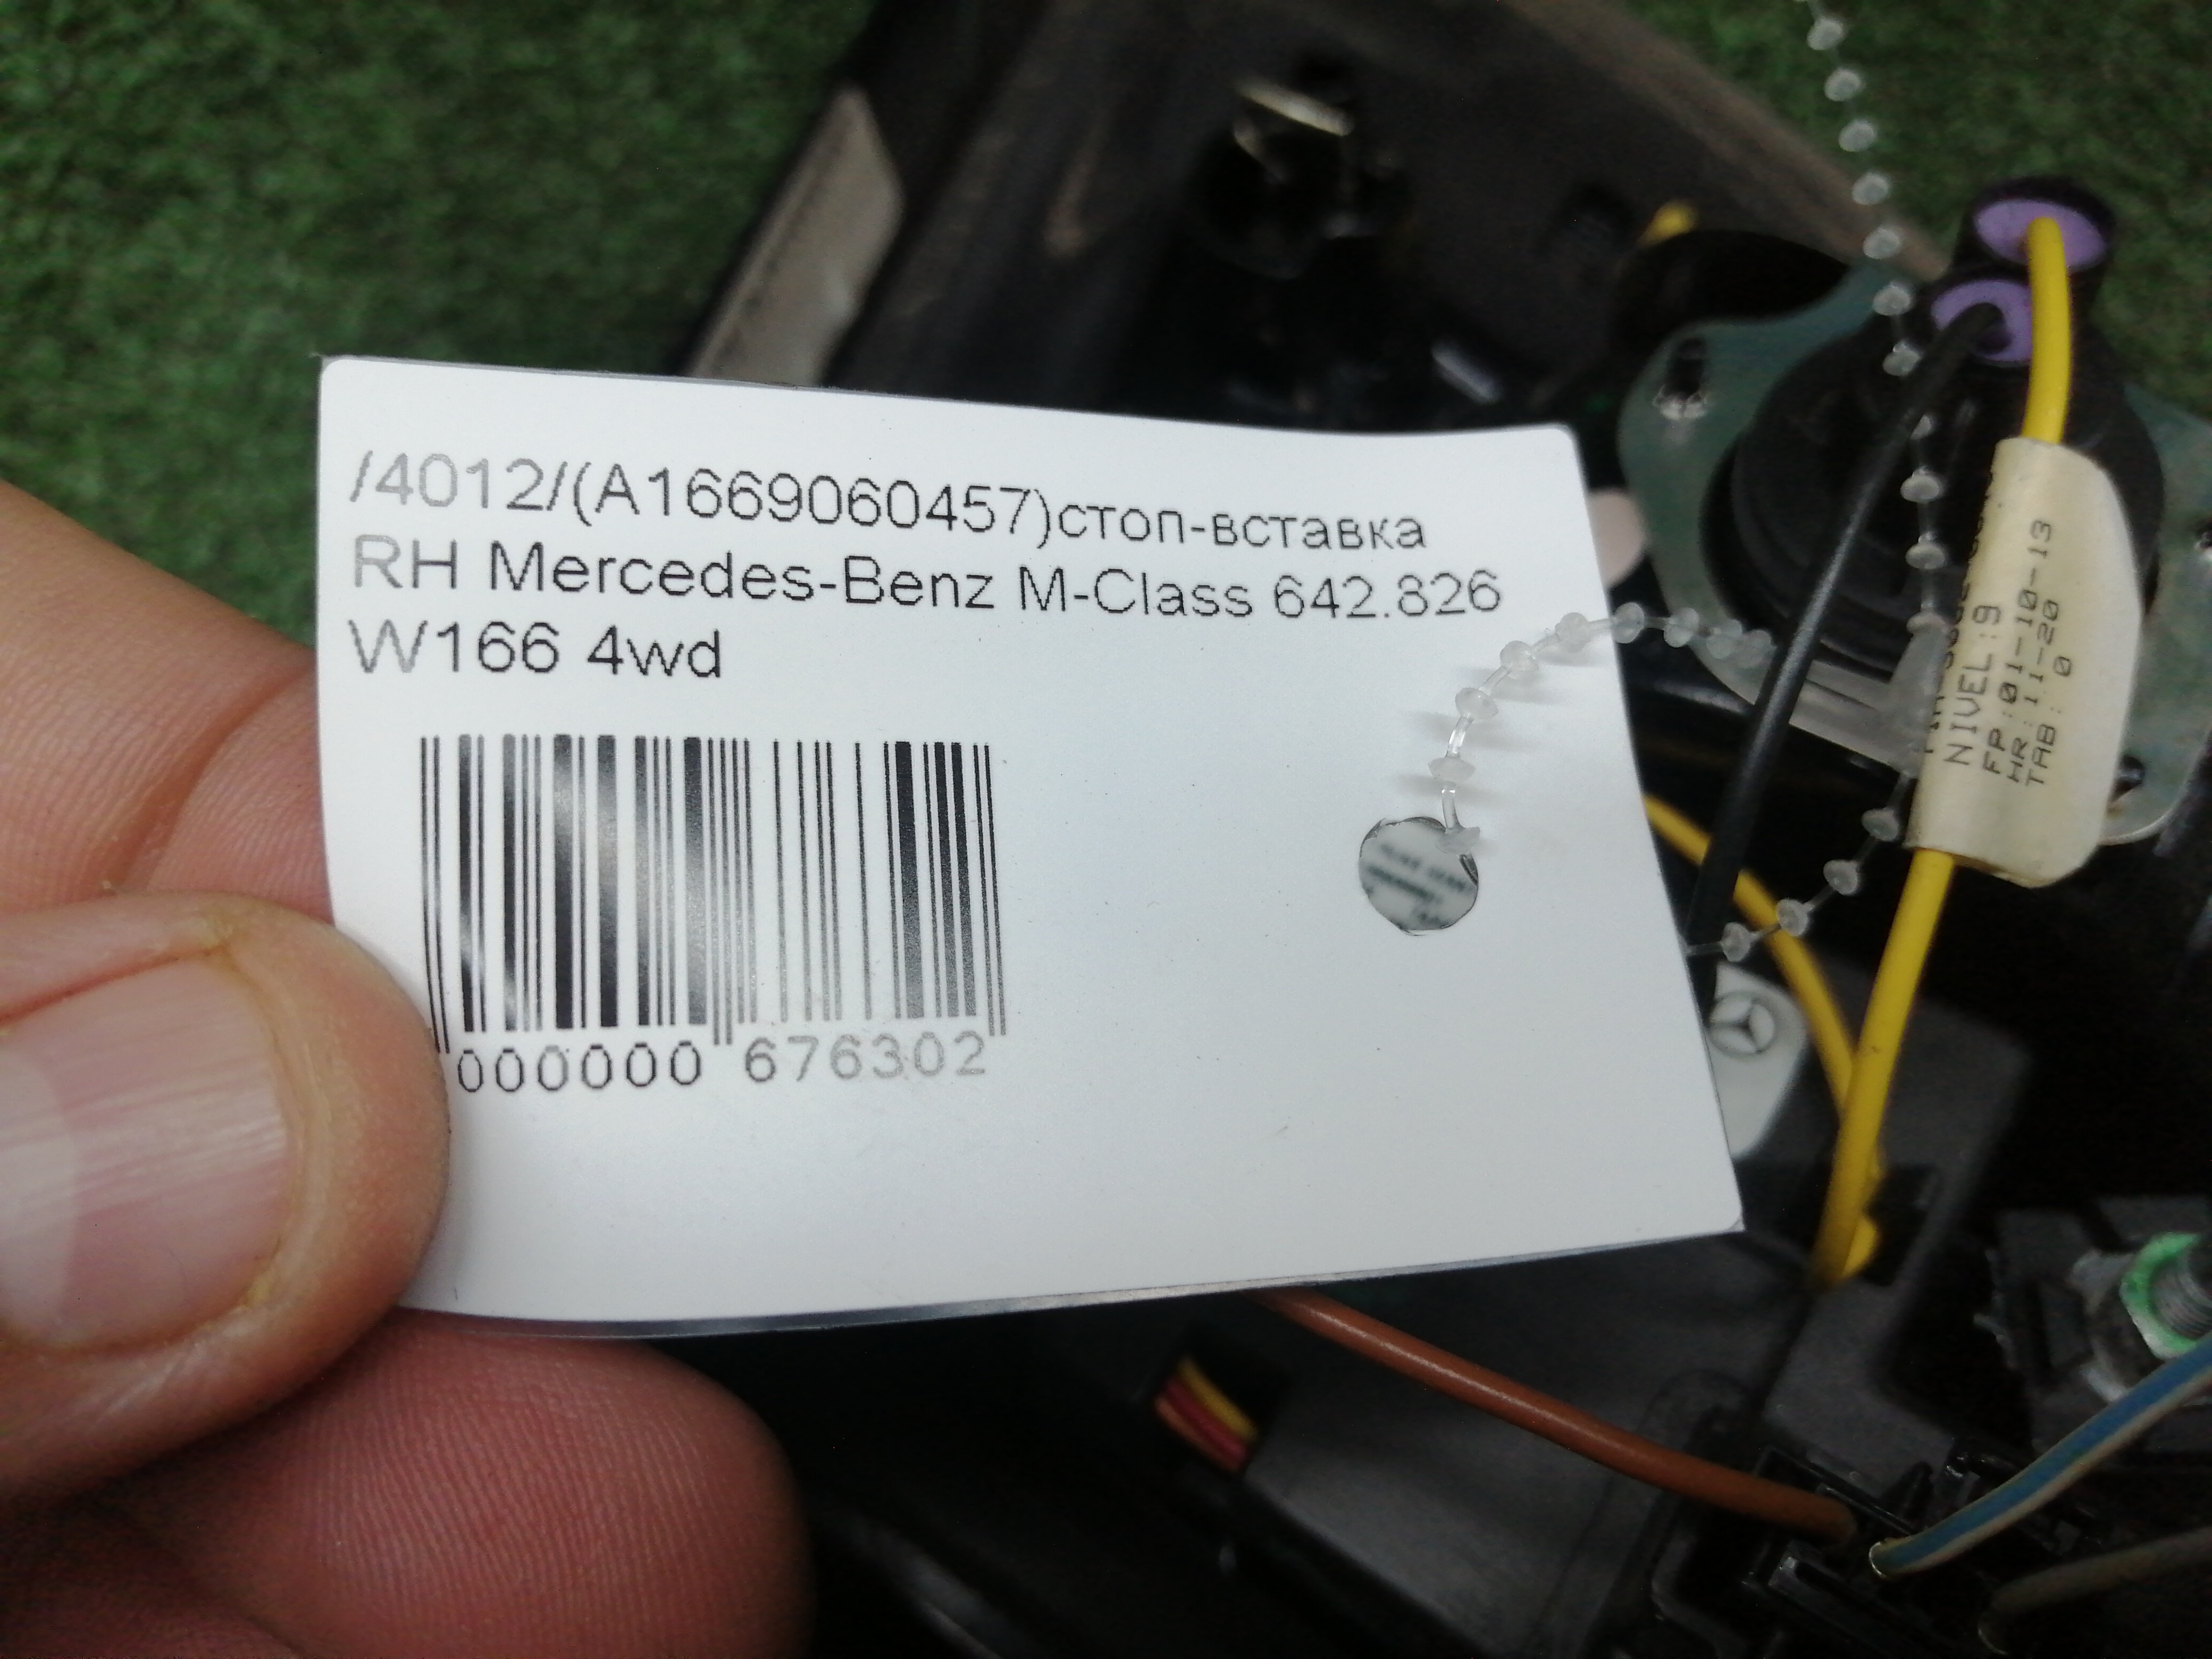 /4012/(A1669060457)стоп-вставка
RH Mercedes-Benz M-Class 642.826
W166 4wd
000000 676302
NIVEL:9
FP:01-10-13
HR:11-20
TAB: 0